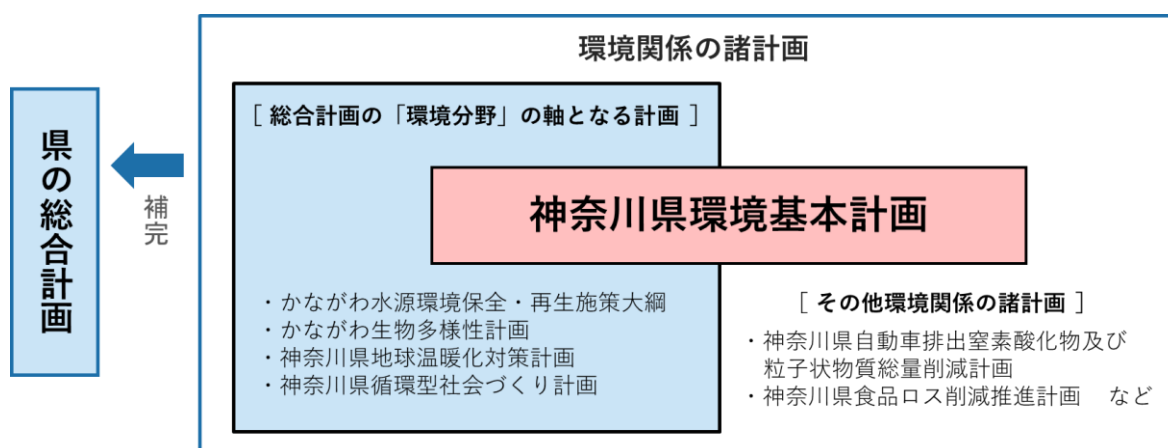 県の総合計画
補完
環境関係の諸計画
［ 総合計画の「環境分野」の軸となる計画 ］
神奈川県環境基本計画
・かながわ水源環境保全・再生施策大綱
・かながわ生物多様性計画
・神奈川県地球温暖化対策計画
・神奈川県循環型社会づくり計画
［ その他環境関係の諸計画 ］
・神奈川県自動車排出窒素酸化物及び
粒子状物質総量削減計画
・神奈川県食品ロス削減推進計画　など